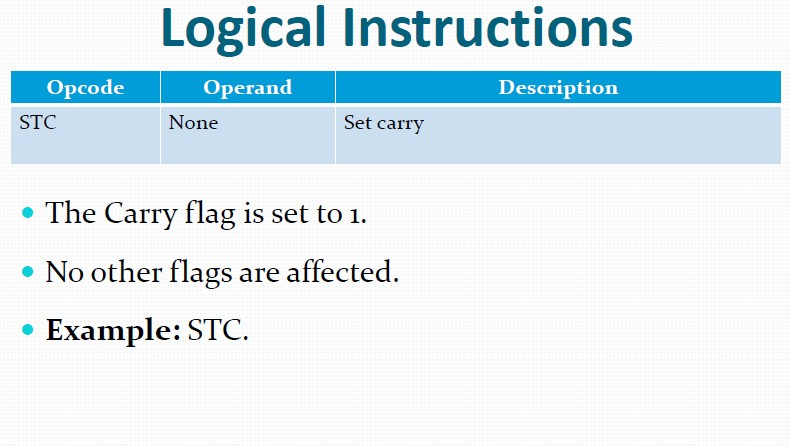 Logical Instructions
Opcode Operand Description
STC None Set carry
• The Carry flag is set to 1.
• No other flags are affected.
• Example: STC.